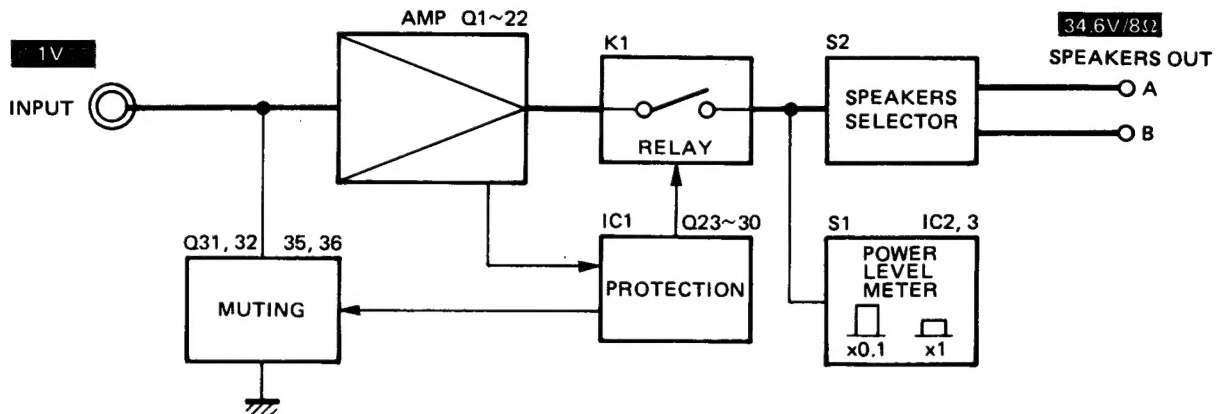 AMP Q1~22
34.6V/8Ω
1V
K1
S2
SPEAKERS OUT
INPUT
RELAY
SPEAKERS
SELECTOR
A
B
Q31, 32 35, 36
IC1 Q23~30
S1 IC2, 3
MUTING
PROTECTION
POWER
LEVEL
METER
x0.1 x1